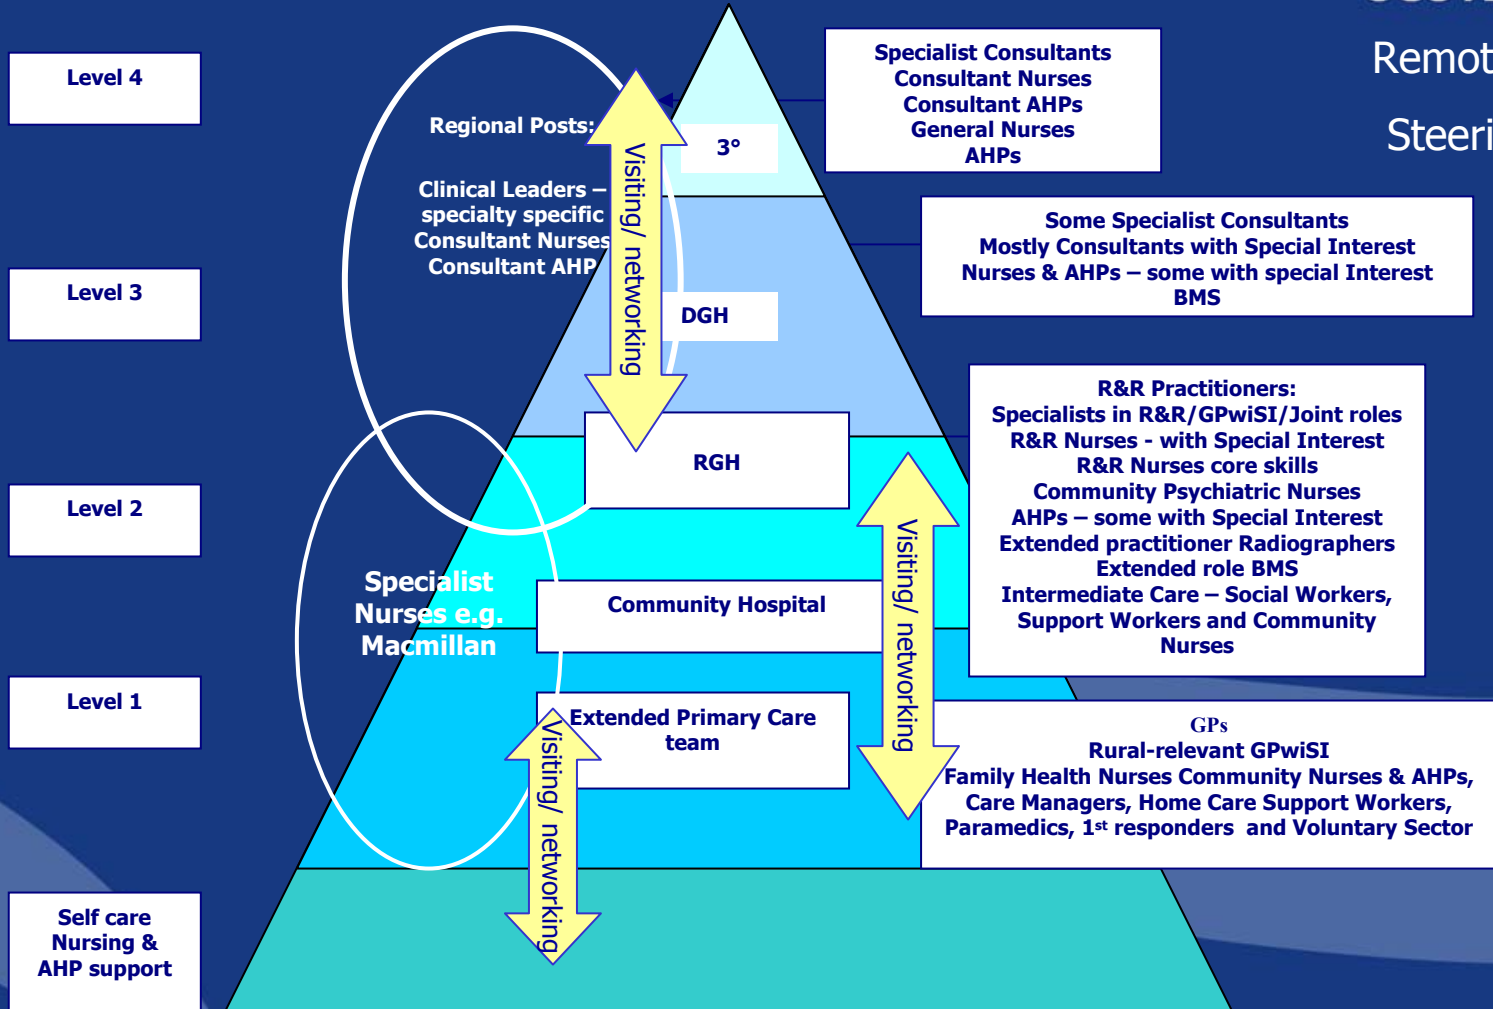 Remot
Steeri
Level 4
Level 3
Level 2
Level 1
Self care
Nursing &
AHP support
Regional Posts:
Clinical Leaders –
specialty specific
Consultant Nurses
Consultant AHP
Specialist
Nurses e.g.
Macmillan
Visiting/ networking
Visiting/ networking
Visiting/ networking
3°
DGH
RGH
Community Hospital
Extended Primary Care
team
Specialist Consultants
Consultant Nurses
Consultant AHPs
General Nurses
AHPs
Some Specialist Consultants
Mostly Consultants with Special Interest
Nurses & AHPs – some with special Interest
BMS
R&R Practitioners:
Specialists in R&R/GPwiSI/Joint roles
R&R Nurses - with Special Interest
R&R Nurses core skills
Community Psychiatric Nurses
AHPs – some with Special Interest
Extended practitioner Radiographers
Extended role BMS
Intermediate Care – Social Workers,
Support Workers and Community
Nurses
GPs
Rural-relevant GPwiSI
Family Health Nurses Community Nurses & AHPs,
Care Managers, Home Care Support Workers,
Paramedics, 1st responders  and Voluntary Sector